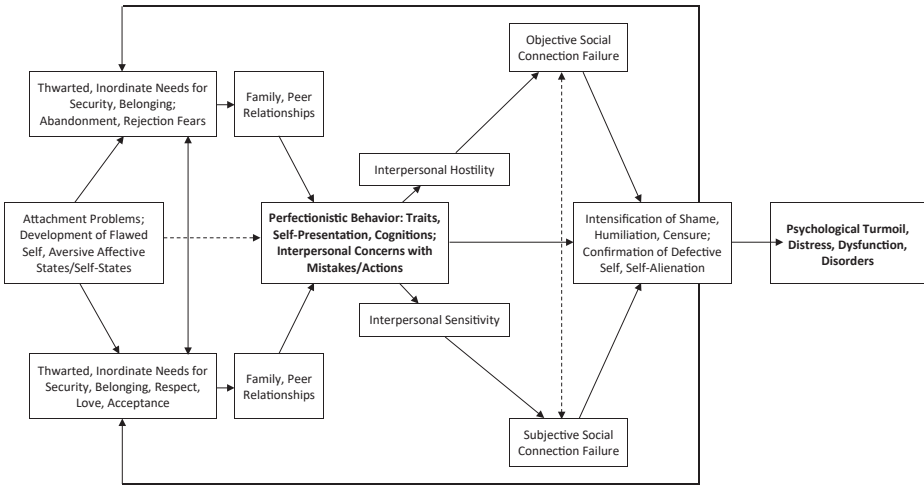 Objective Social
Connection Failure
Thwarted, Inordinate Needs for
Security, Belonging;
Abandonment, Rejection Fears
Family, Peer
Relationships
Interpersonal Hostility
Attachment Problems;
Development of Flawed
Self, Aversive Affective
States/Self-States
Perfectionistic Behavior: Traits,
Self-Presentation, Cognitions;
Interpersonal Concerns with
Mistakes/Actions
Intensification of Shame,
Humiliation, Censure;
Confirmation of Defective
Self, Self-Alienation
Psychological Turmoil,
Distress, Dysfunction,
Disorders
Interpersonal Sensitivity
Thwarted, Inordinate Needs for
Security, Belonging, Respect,
Love, Acceptance
Family, Peer
Relationships
Subjective Social
Connection Failure